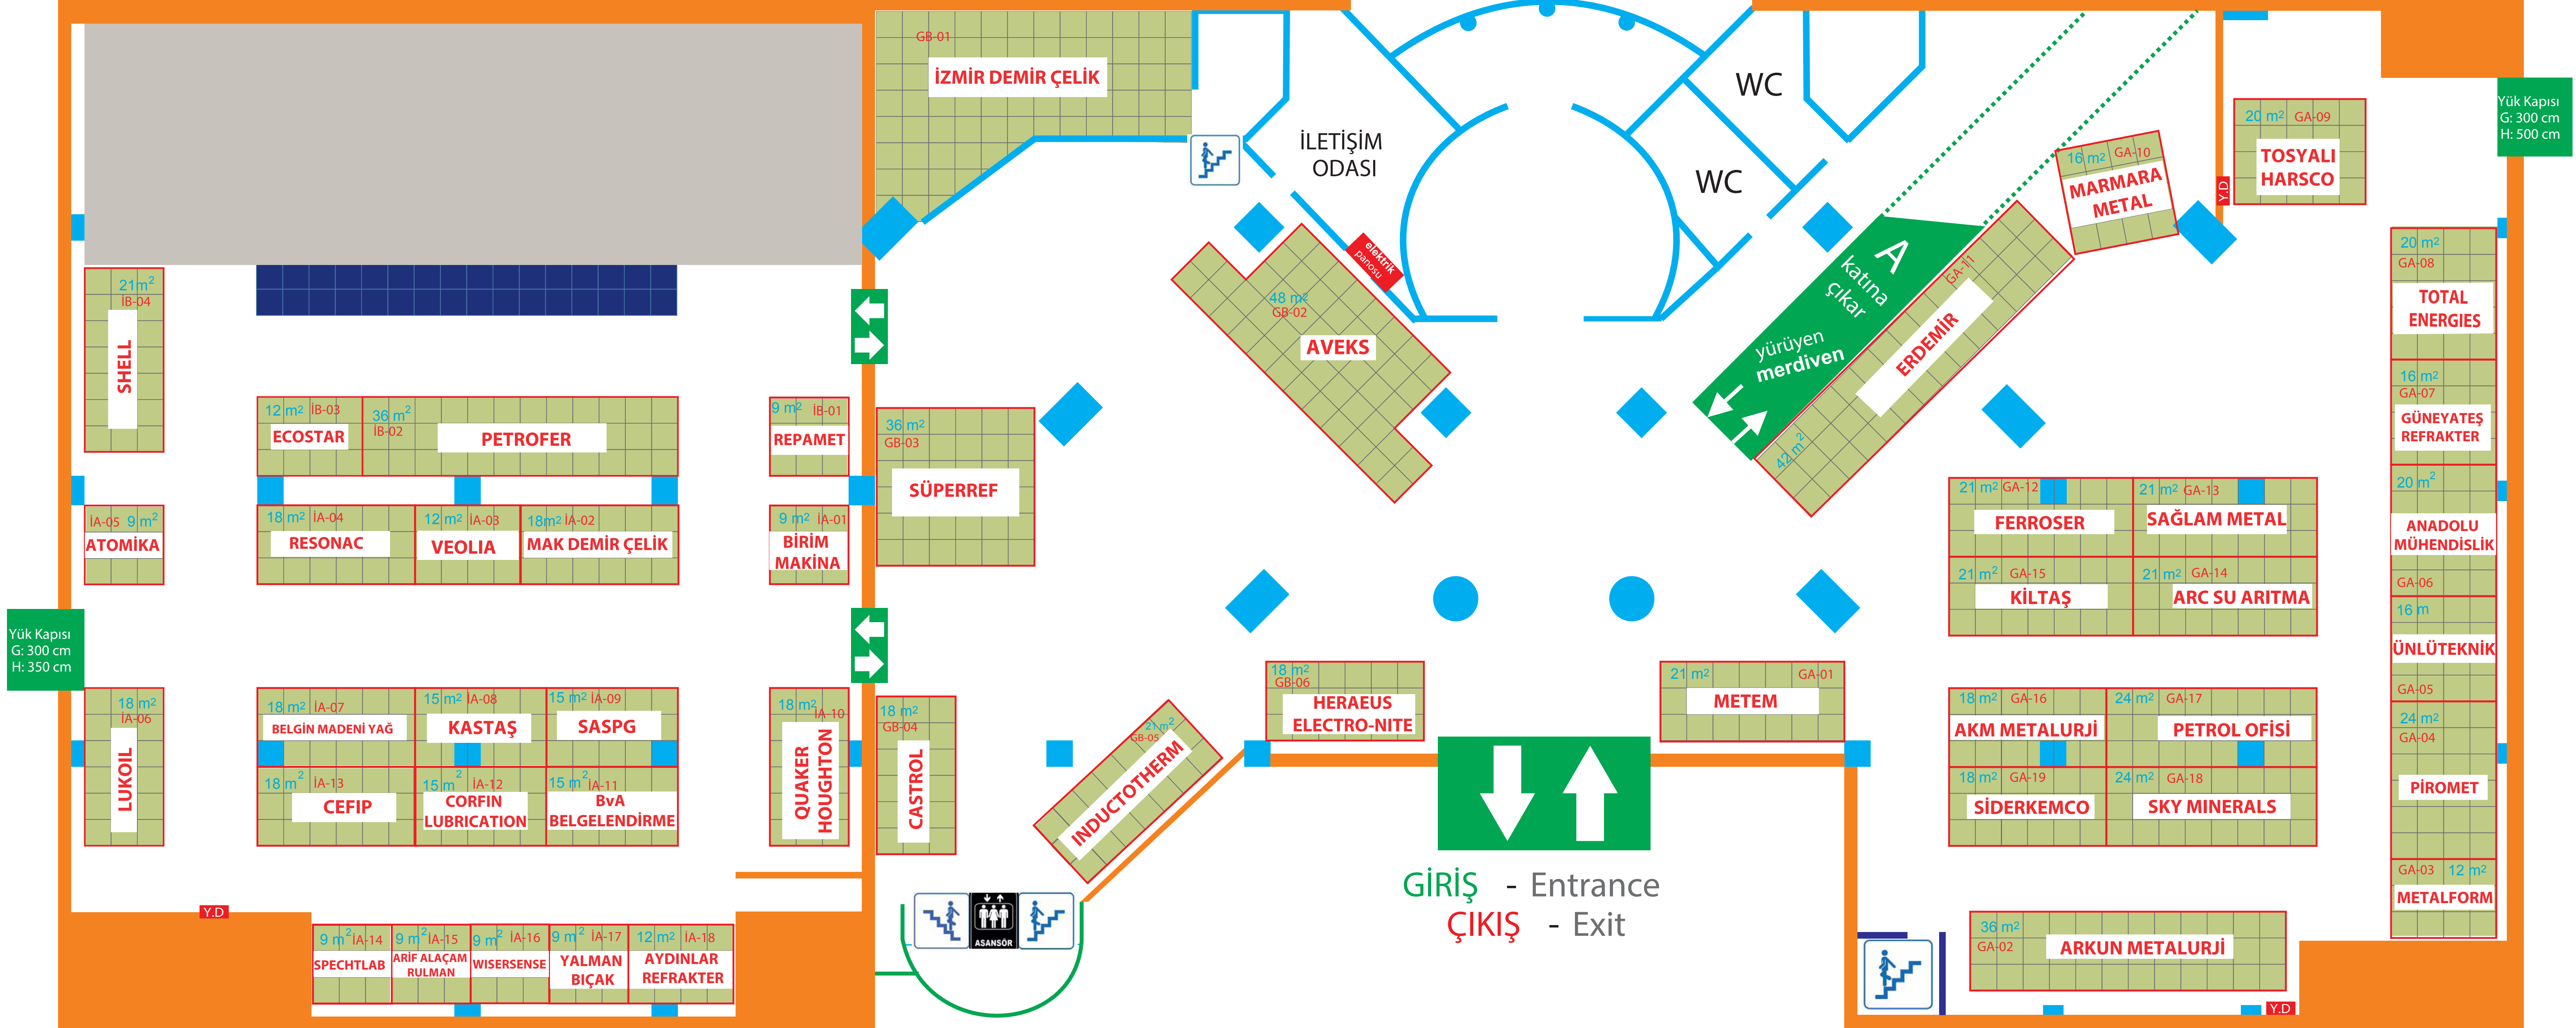 GB-01
İZMİR DEMİR ÇELİK
İLETİŞİM
ODASI
WC
WC
elektrik
panosu
A
katına
çıkar
yürüyen
merdiven
Y.D
20 m² GA-09
TOSYALI
HARSCO
Yük Kapısı
G: 300 cm
H: 500 cm
16 m² GA-10
MARMARA
METAL
GA-11
ERDEMİR
42 m²
48 m²
GB-02
AVEKS
20 m²
GA-08
TOTAL
ENERGIES
16 m²
GA-07
GÜNEYATEŞ
REFRAKTER
20 m²
ANADOLU
MÜHENDİSLİK
GA-06
16 m
ÜNLÜTEKNİK
GA-05
24 m²
GA-04
PİROMET
GA-03 12 m²
METALFORM
21m²
İB-04
SHELL
12 m² İB-03
ECOSTAR
36 m²
İB-02
PETROFER
9 m² İB-01
REPAMET
36 m²
GB-03
SÜPERREF
İA-05 9 m²
ATOMİKA
18 m² İA-04
RESONAC
12 m² İA-03
VEOLIA
18m² İA-02
MAK DEMİR ÇELİK
9 m² İA-01
BİRİM
MAKİNA
21 m² GA-12
FERROSER
21 m² GA-13
SAĞLAM METAL
21 m² GA-15
KİLTAŞ
21 m² GA-14
ARC SU ARITMA
Yük Kapısı
G: 300 cm
H: 350 cm
18 m²
İA-06
LUKOIL
18 m² İA-07
BELGİN MADENİ YAĞ
15 m² İA-08
KASTAŞ
15 m² İA-09
SASPG
18 m² İA-13
CEFIP
15 m² İA-12
CORFIN
LUBRICATION
15 m² İA-11
BvA
BELGELENDİRME
18 m²
İA-10
QUAKER
HOUGHTON
18 m²
GB-04
CASTROL
21 m²
GB-05
INDUCTOTHERM
18 m²
GB-06
HERAEUS
ELECTRO-NITE
21 m² GA-01
METEM
18 m² GA-16
AKM METALURJİ
24 m² GA-17
PETROL OFİSİ
18 m² GA-19
SİDERKEMCO
24 m² GA-18
SKY MINERALS
GİRİŞ - Entrance
ÇIKIŞ - Exit
Y.D
9 m² İA-14
SPECHTLAB
9 m² İA-15
ARİF ALAÇAM
RULMAN
9 m² İA-16
WISERSENSE
9 m² İA-17
YALMAN
BIÇAK
12 m² İA-18
AYDINLAR
REFRAKTER
ASANSÖR
36 m²
GA-02
ARKUN METALURJİ
Y.D